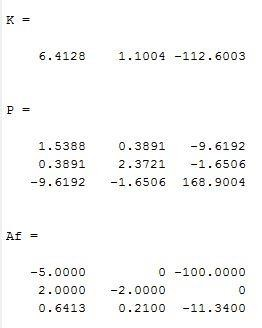 K =
6.4128 1.1004 -112.6003
P =
1.5388 0.3891 -9.6192
0.3891 2.3721 -1.6506
-9.6192 -1.6506 168.9004
Af =
-5.0000 0 -100.0000
2.0000 -2.0000 0
0.6413 0.2100 -11.3400